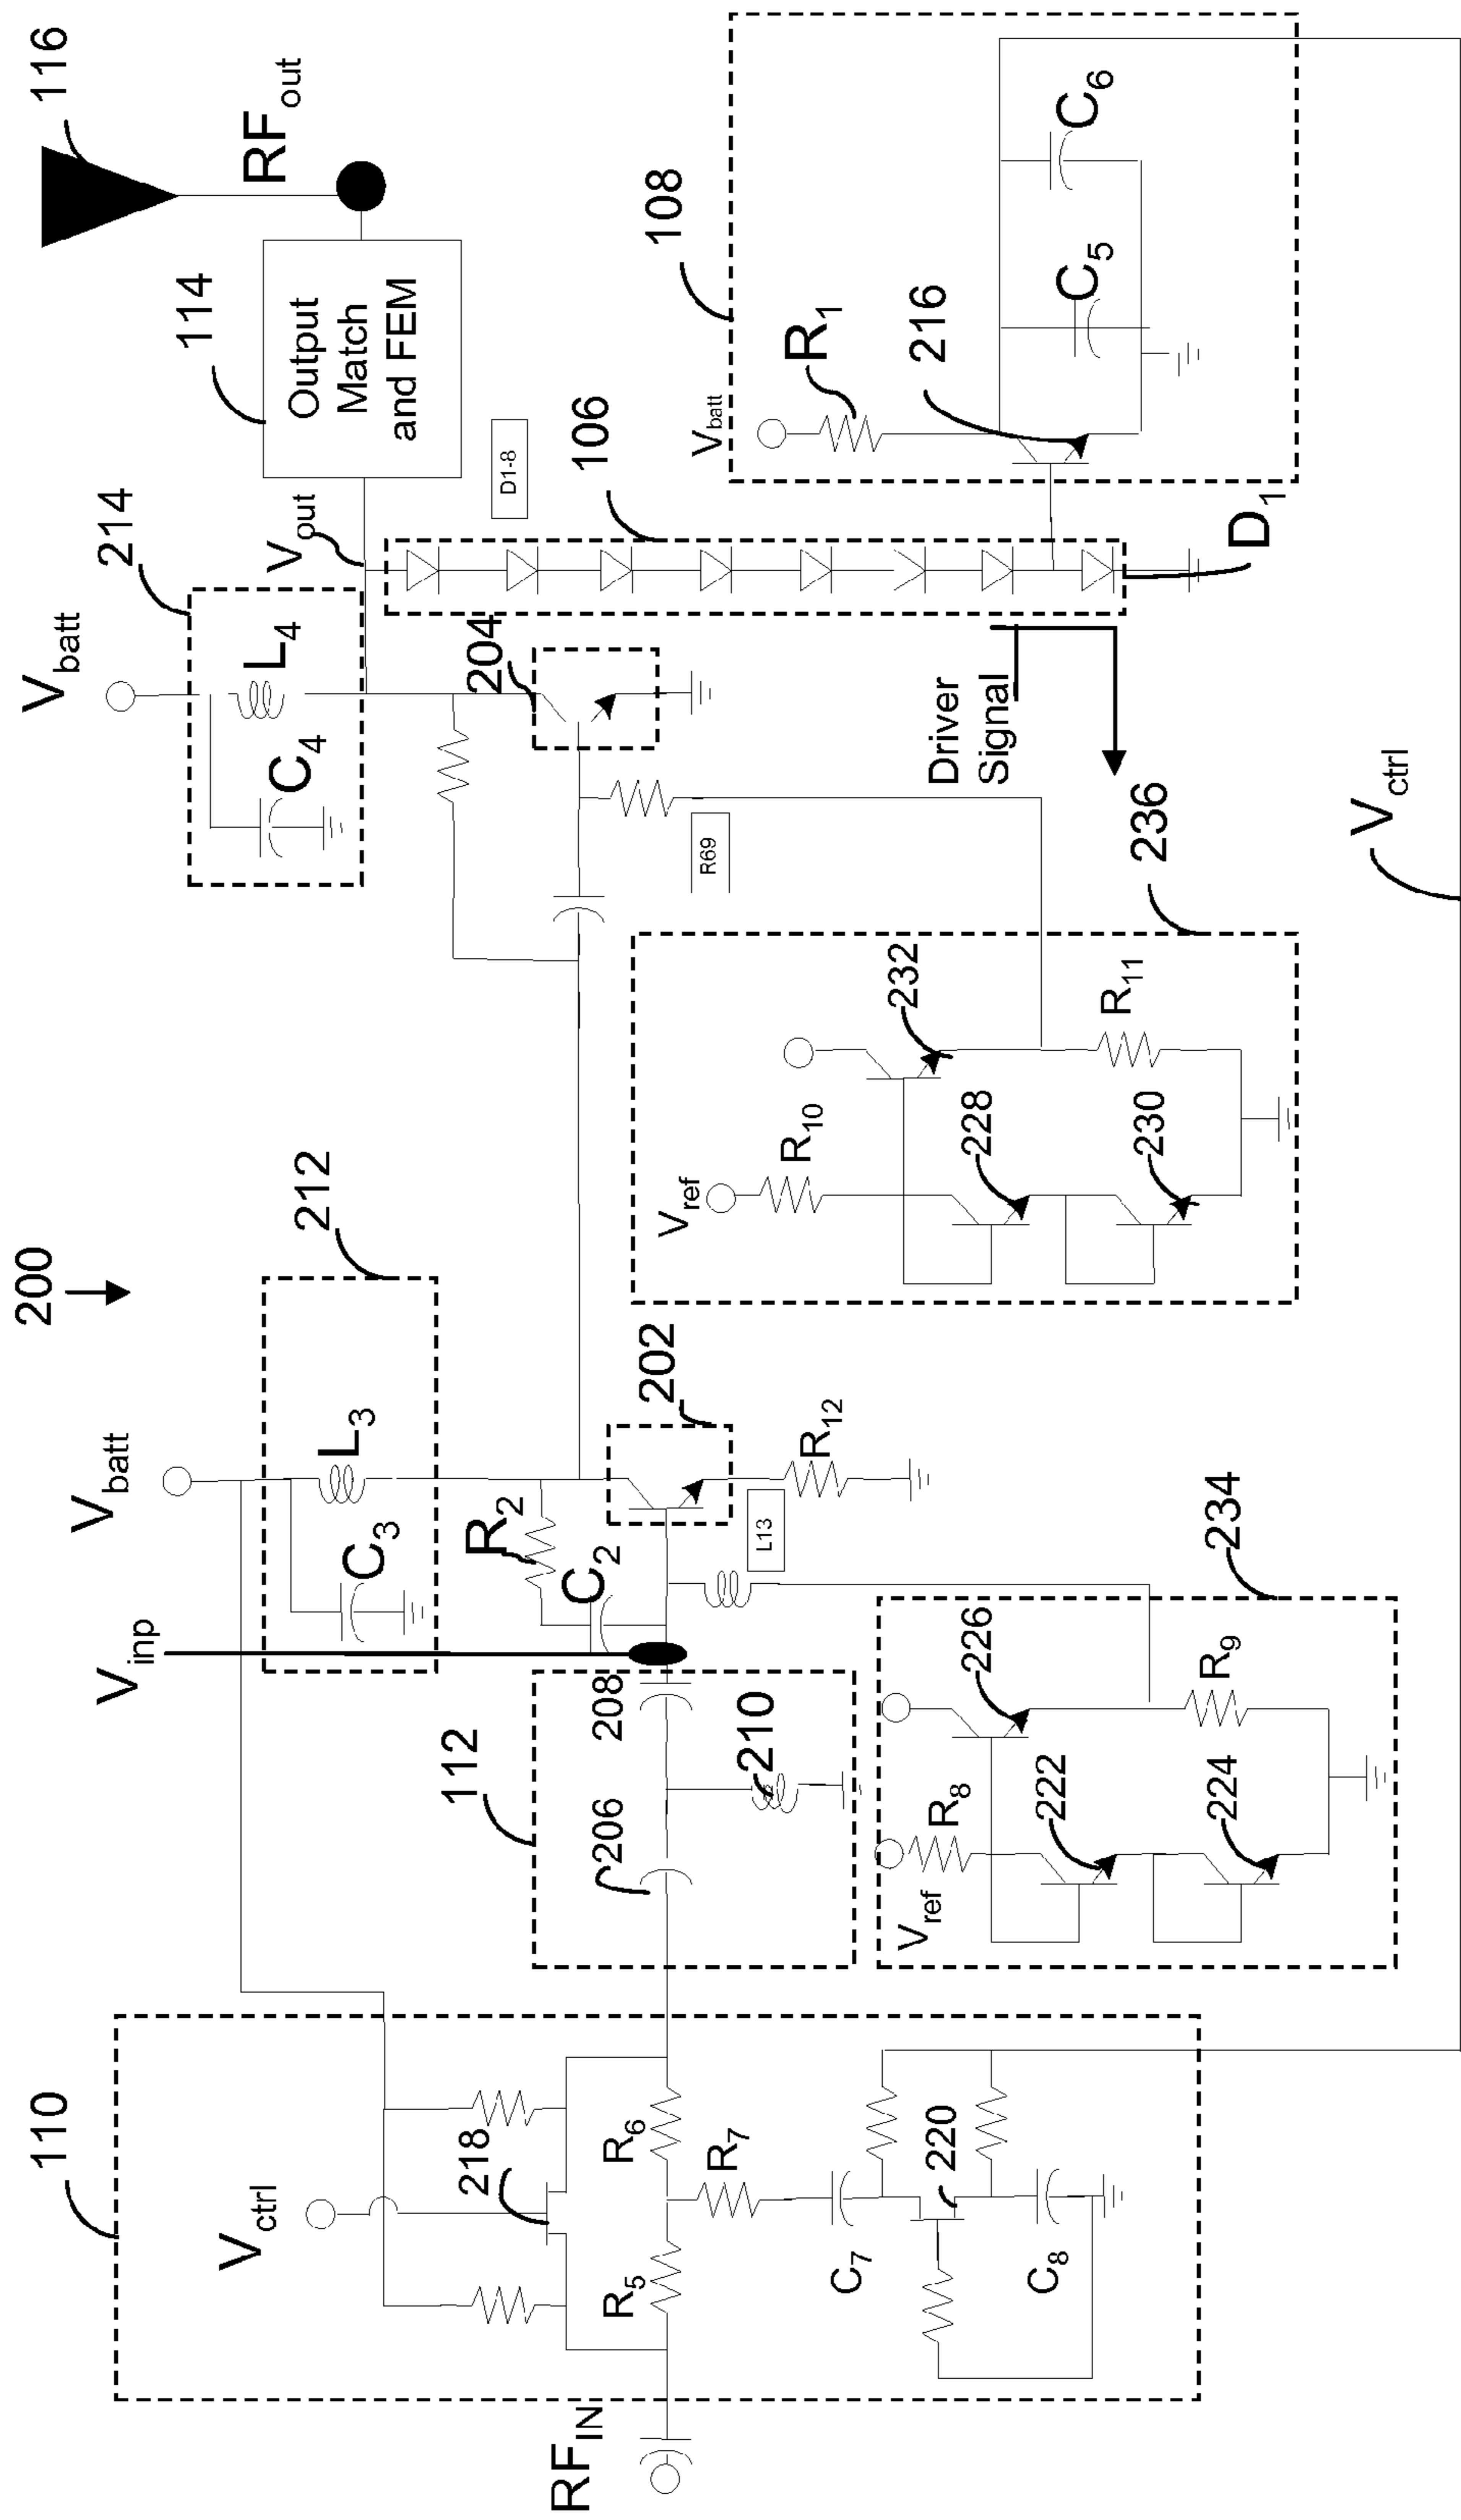 200
116
RFout
114
Output
Match
and FEM
214
Vbatt
L4
C4
Vout
D1-8
106
108
Vbatt
R1
216
C5
C6
D1
204
Driver
Signal
R69
236
Vctrl
232
R11
228
230
R10
Vref
212
Vbatt
L3
C3
202
R12
R2
C2
L13
Vinp
234
226
R9
222
224
R8
Vref
112
208
210
206
110
Vctrl
218
R6
R5
R7
220
C7
C8
RFIN